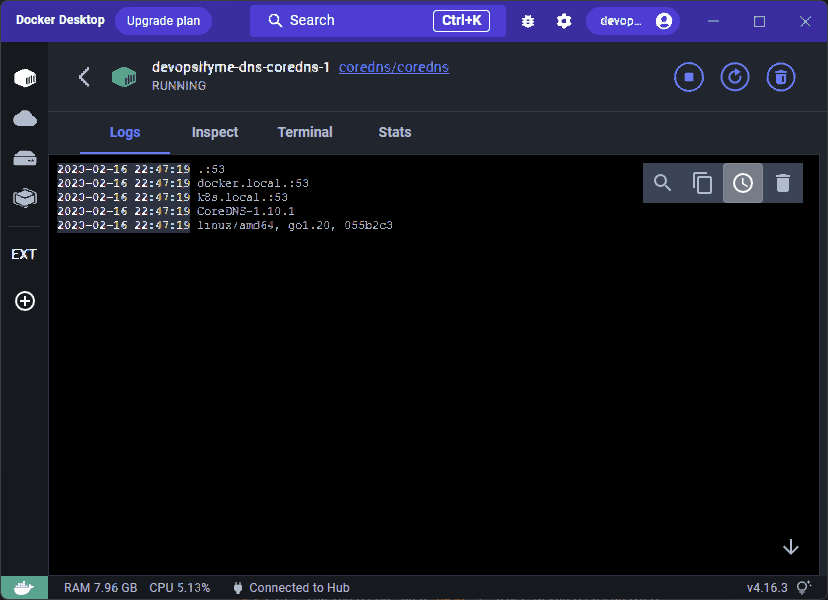 Docker Desktop Upgrade plan Search Ctrl+K devop...
devopsifyme-dns-coredns-1 coredns/coredns
RUNNING
Logs Inspect Terminal Stats
2023-02-16 22:47:19 .:53
2023-02-16 22:47:19 docker.local.:53
2023-02-16 22:47:19 k8s.local.:53
2023-02-16 22:47:19 CoreDNS-1.10.1
2023-02-16 22:47:19 linux/amd64, go1.20, 055b2c3
EXT
RAM 7.96 GB CPU 5.13% Connected to Hub v4.16.3